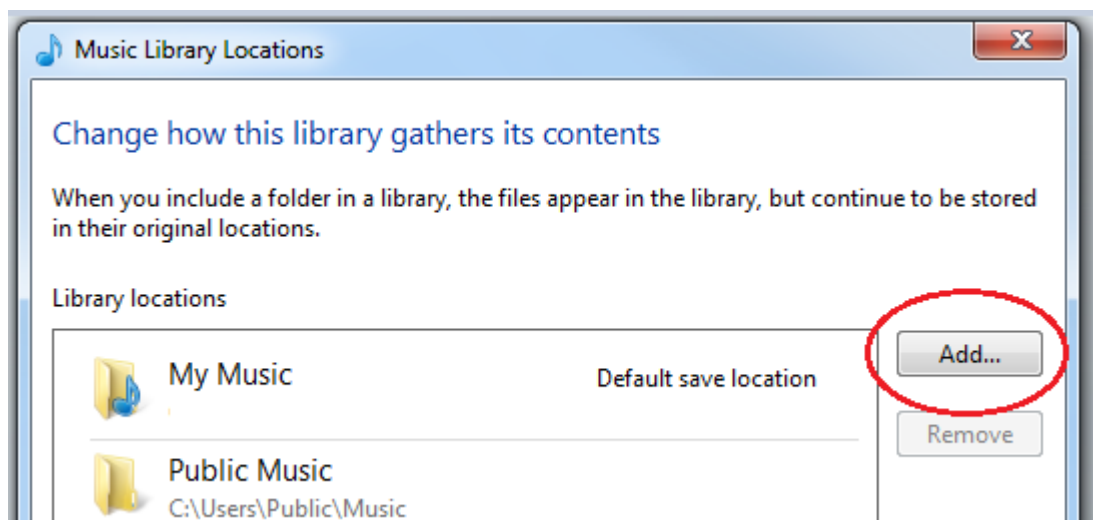 Music Library Locations
Change how this library gathers its contents
When you include a folder in a library, the files appear in the library, but continue to be stored
in their original locations.
Library locations
My Music
Default save location
Add...
Remove
Public Music
C:\Users\Public\Music